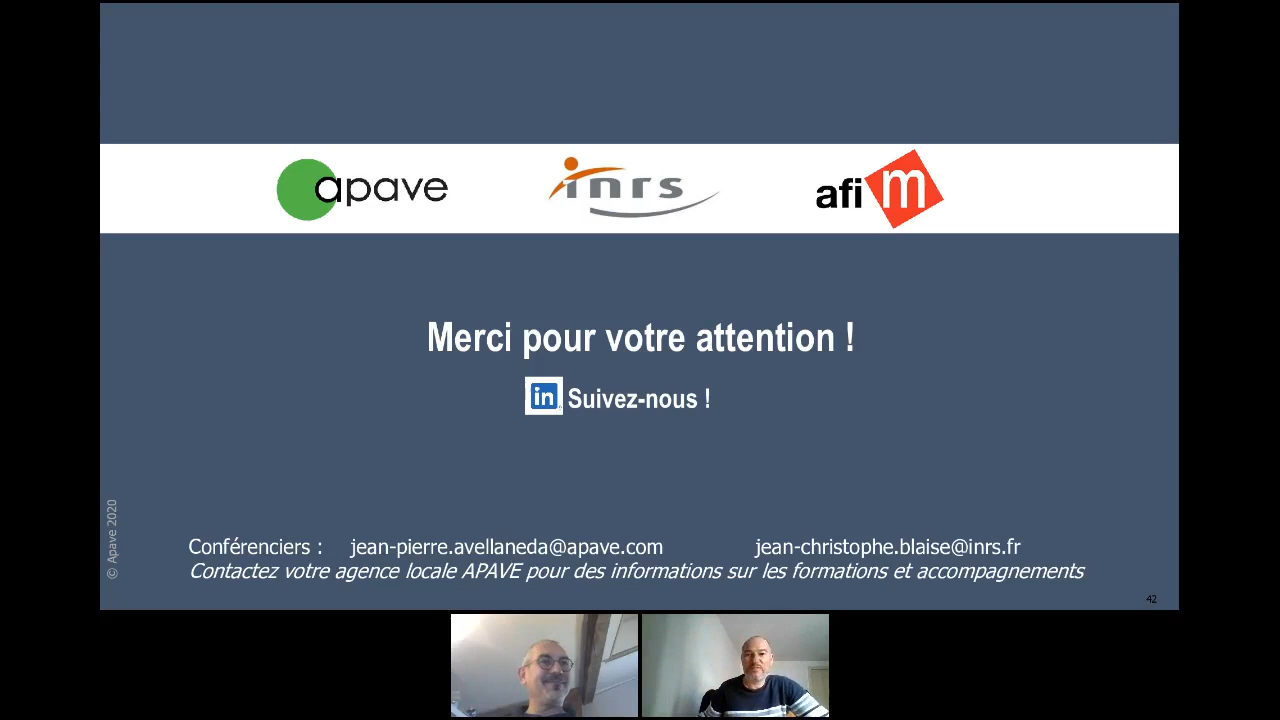 apave
inrs
afim
Merci pour votre attention !
in Suivez-nous !
© Apave 2020
Conférenciers : jean-pierre.avellaneda@apave.com jean-christophe.blaise@inrs.fr
Contactez votre agence locale APAVE pour des informations sur les formations et accompagnements
42